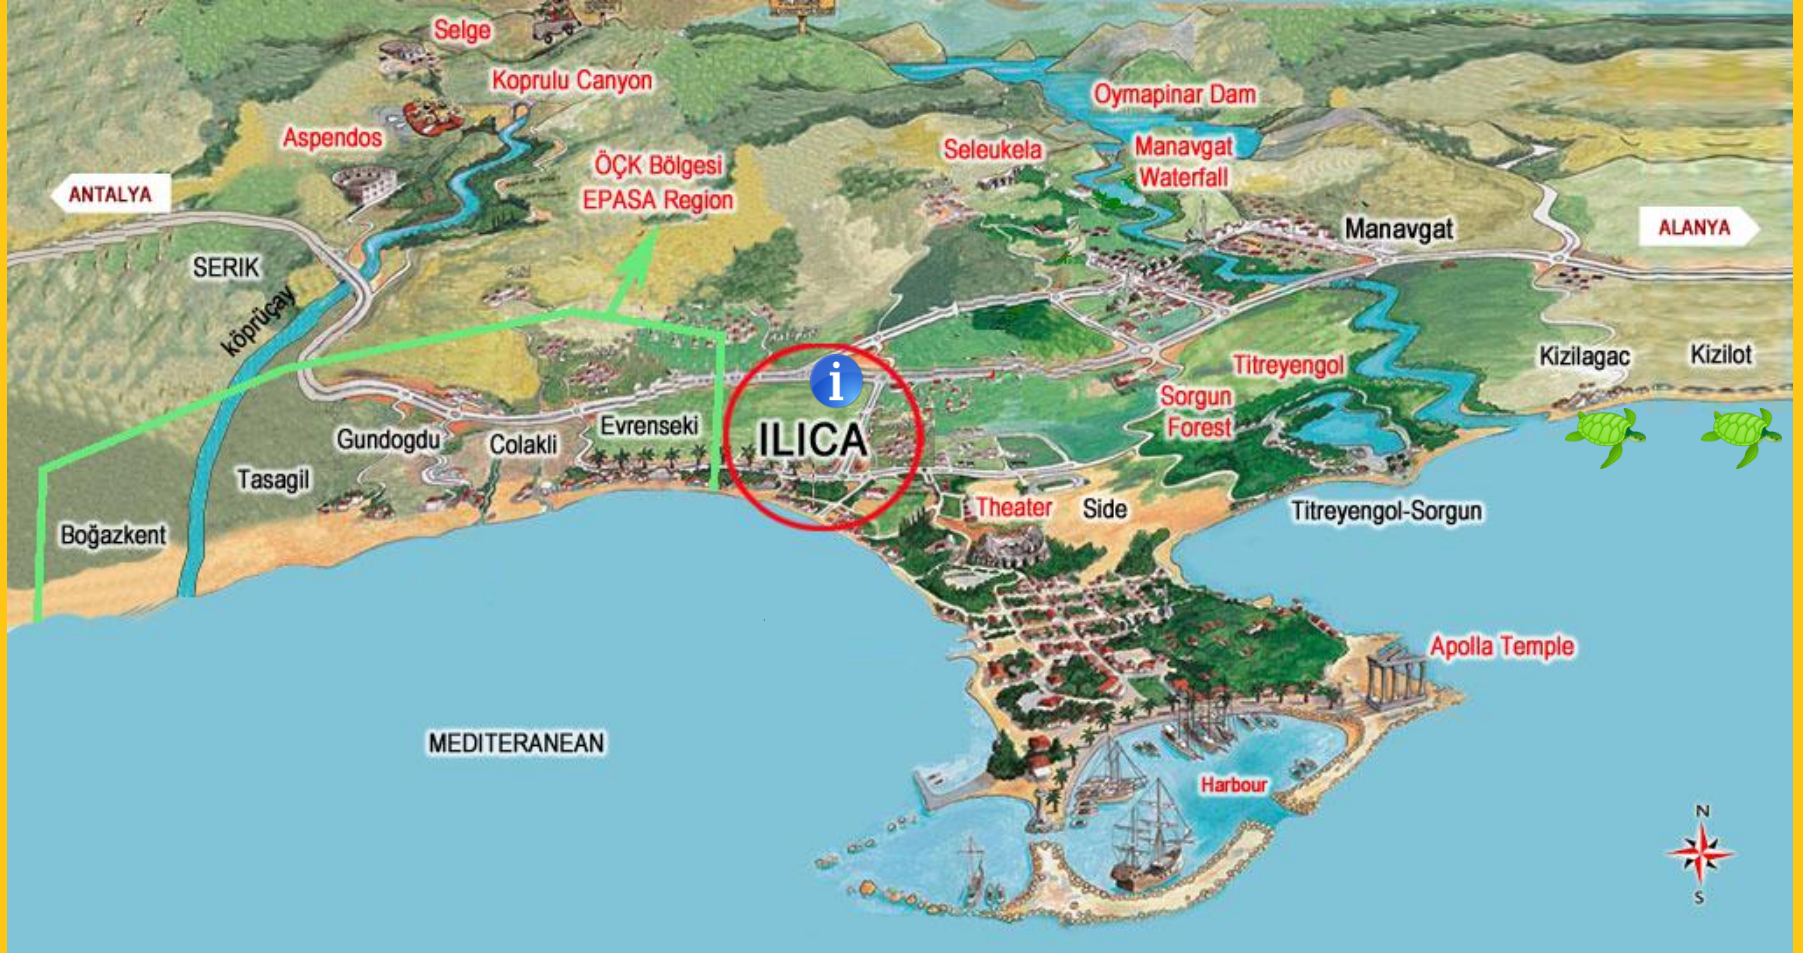 Selge
Koprulu Canyon
Oymapinar Dam
Aspendos
Seleukela
Manavgat
Waterfall
ÖÇK Bölgesi
EPASA Region
ANTALYA
Manavgat
ALANYA
SERIK
köprüçay
Kizilagac
Kizilot
Titreyengol
i
Sorgun
Forest
Evrenseki
Gundogdu
Colakli
ILICA
Tasagil
Theater
Side
Titreyengol-Sorgun
Boğazkent
Apolla Temple
MEDITERANEAN
Harbour
N
S